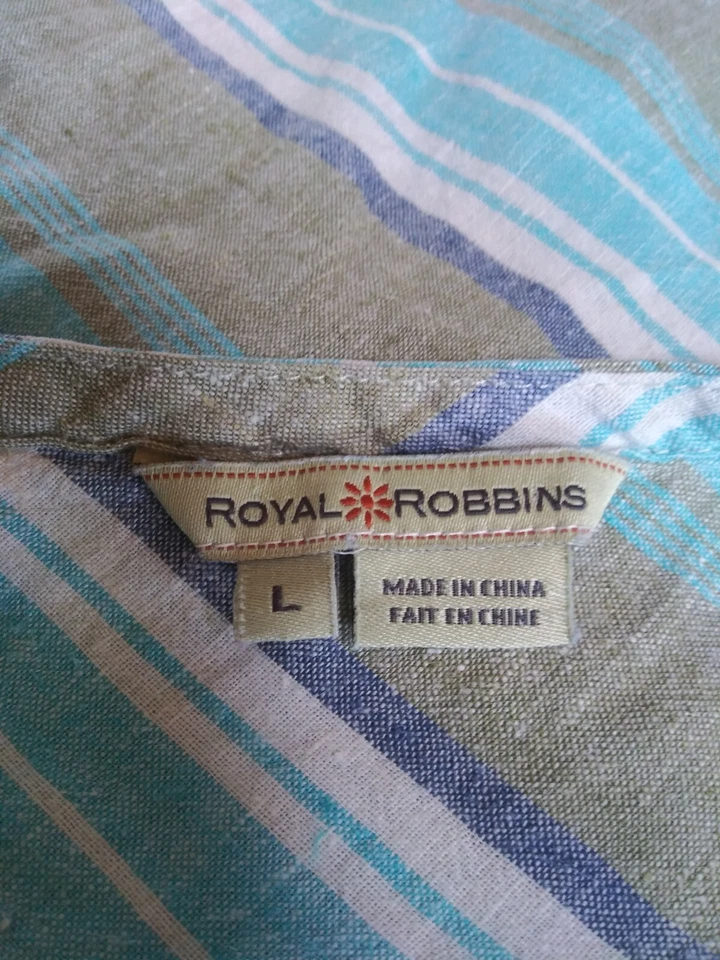 ROYAL ROBBINS
L
MADE IN CHINA
FAIT EN CHINE